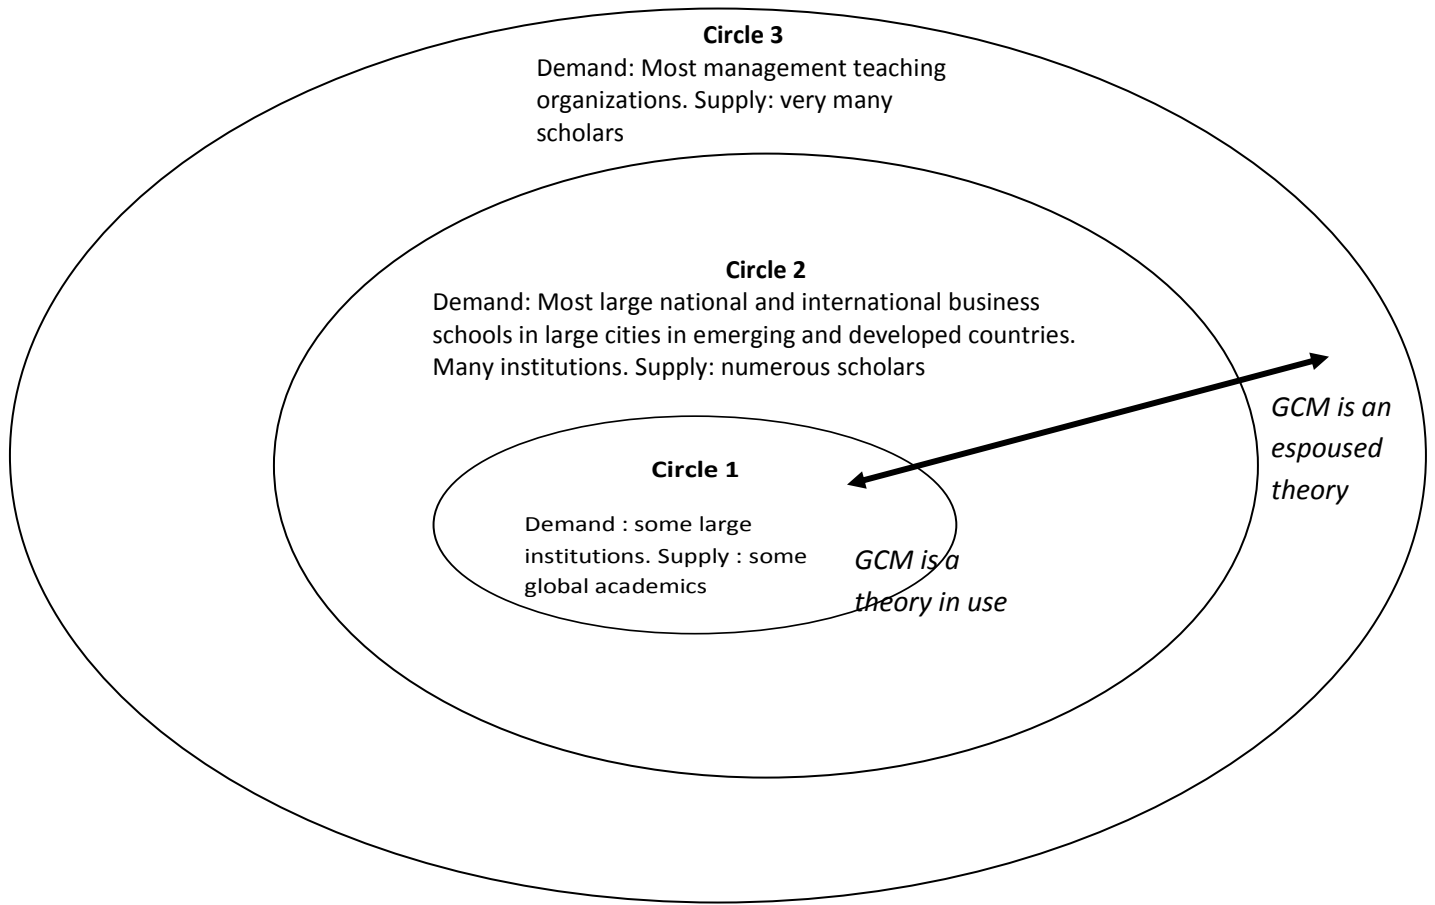 Circle 3
Demand: Most management teaching
organizations. Supply: very many
scholars
Circle 2
Demand: Most large national and international business
schools in large cities in emerging and developed countries.
Many institutions. Supply: numerous scholars
GCM is an
espoused
theory
Circle 1
Demand : some large
institutions. Supply : some
global academics
GCM is a
theory in use